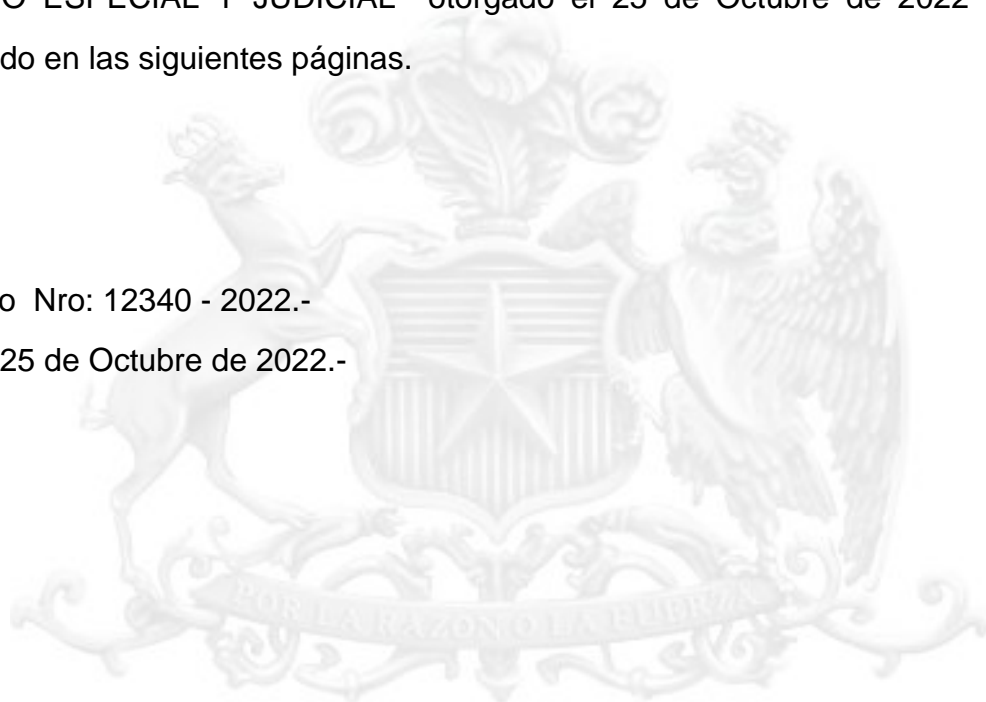 O ESPECIAL Y JUDICIAL" otorgado el 25 de Octubre de 2022
do en las siguientes páginas.
o Nro: 12340 - 2022.-
25 de Octubre de 2022.-
POR LA RAZON O LA FUERZA